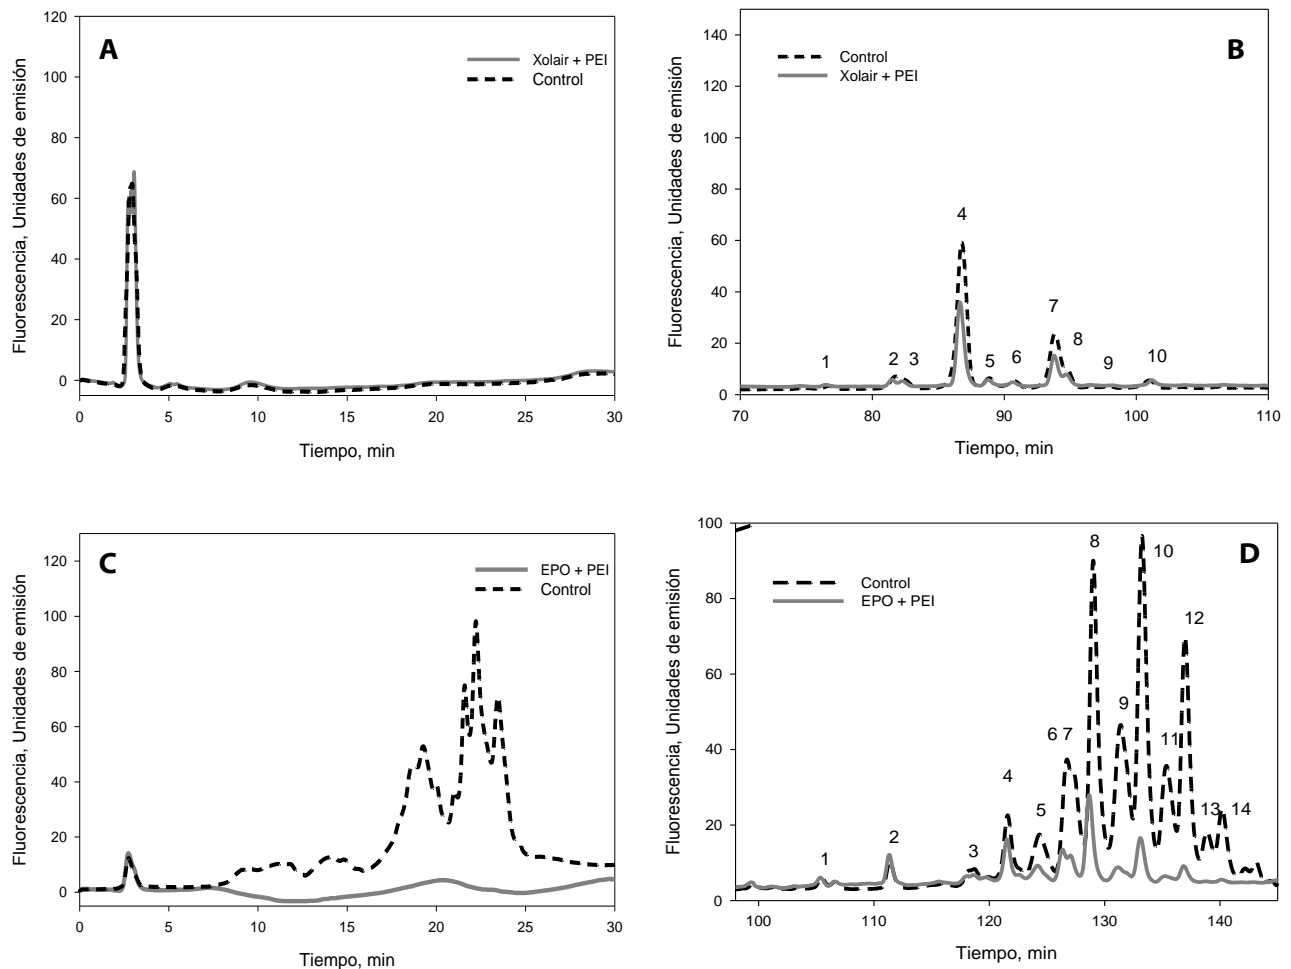 A
Xolair + PEI
Control
120
100
80
60
40
20
0
Fluorescencia, Unidades de emisión
0 5 10 15 20 25 30
Tiempo, min
B
Control
Xolair + PEI
140
120
100
80
60
40
20
0
Fluorescencia, Unidades de emisión
1 2 3 4 5 6 7 8 9 10
70 80 90 100 110
Tiempo, min
C
EPO + PEI
Control
120
100
80
60
40
20
0
Fluorescencia, Unidades de emisión
0 5 10 15 20 25 30
Tiempo, min
D
Control
EPO + PEI
100
80
60
40
20
0
Fluorescencia, Unidades de emisión
1 2 3 4 5 6 7 8 9 10 11 12 13 14
100 110 120 130 140
Tiempo, min